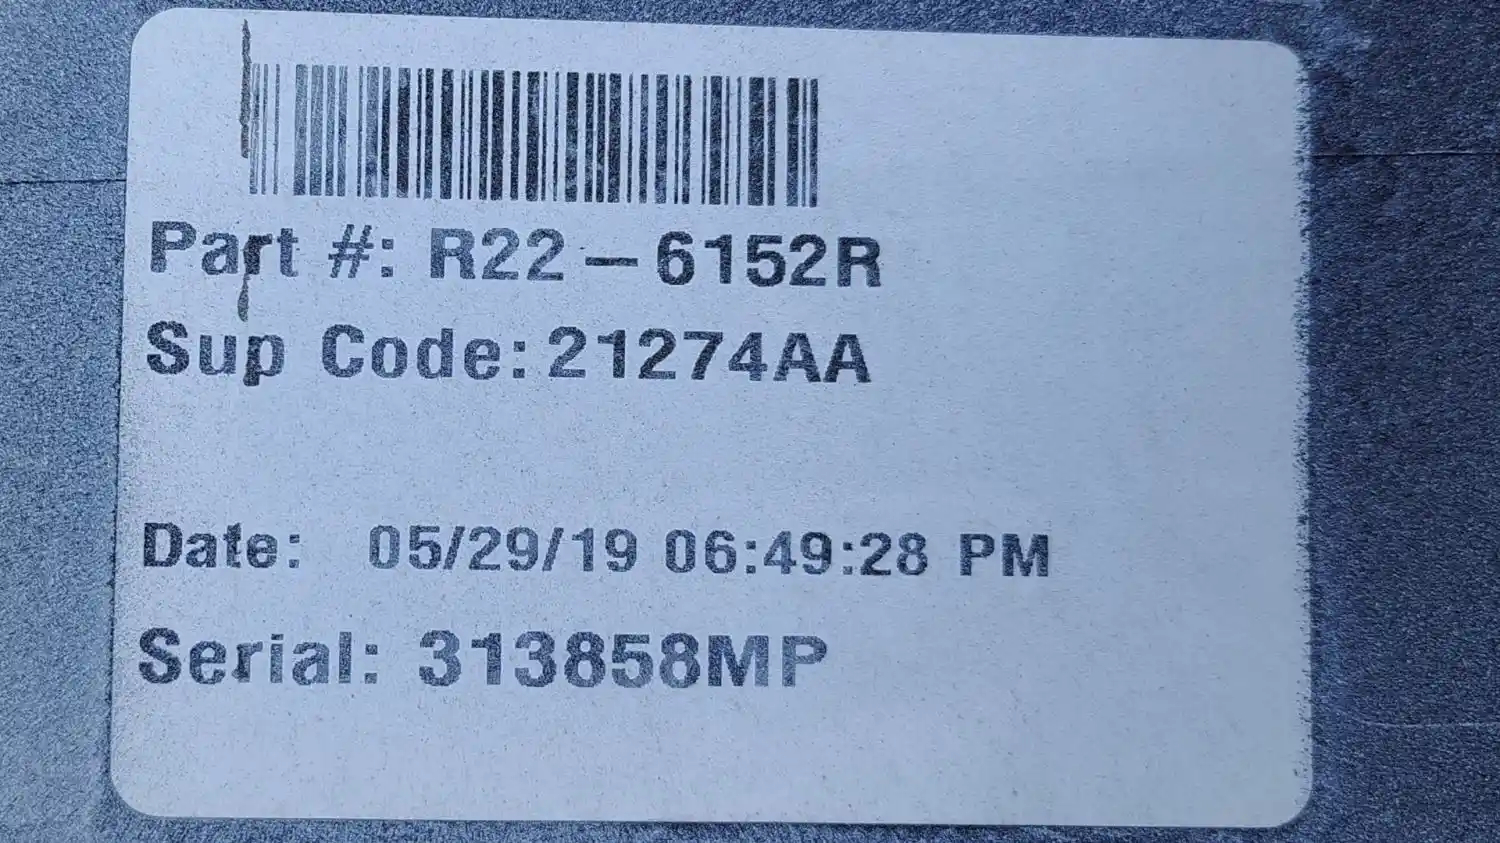 Part #: R22-6152R
Sup Code: 21274AA
Date: 05/29/19 06:49:28 PM
Serial: 313858MP